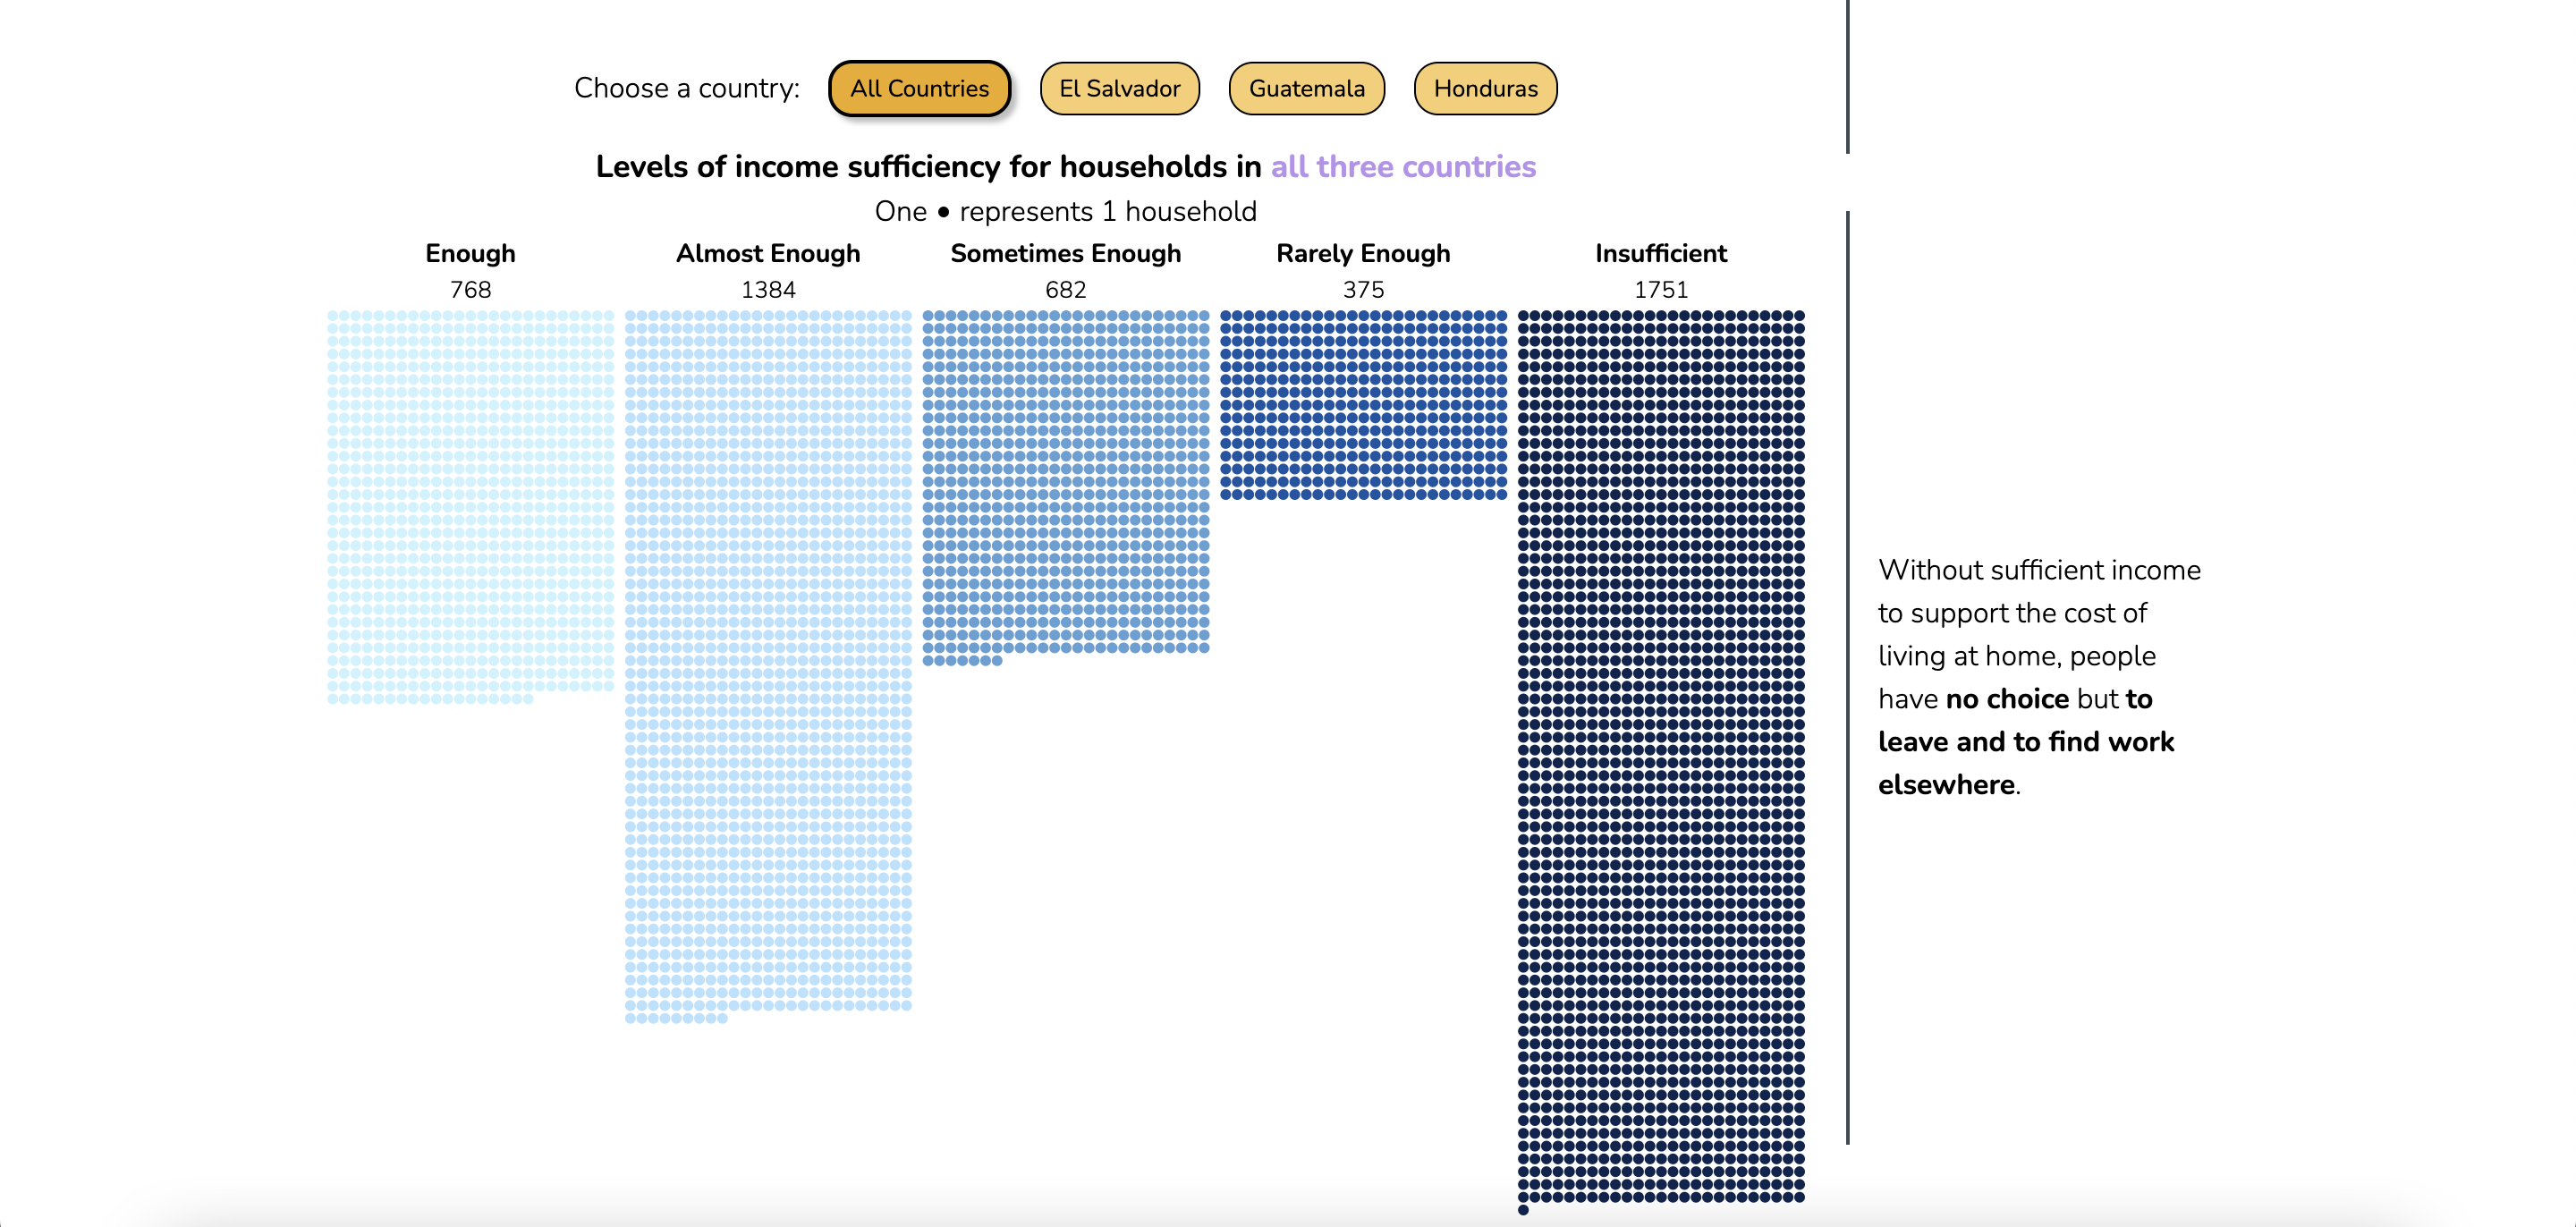 Choose a country: All Countries El Salvador Guatemala Honduras
Levels of income sufficiency for households in all three countries
One • represents 1 household
Enough Almost Enough Sometimes Enough Rarely Enough Insufficient
768 1384 682 375 1751
Without sufficient income
to support the cost of
living at home, people
have no choice but to
leave and to find work
elsewhere.